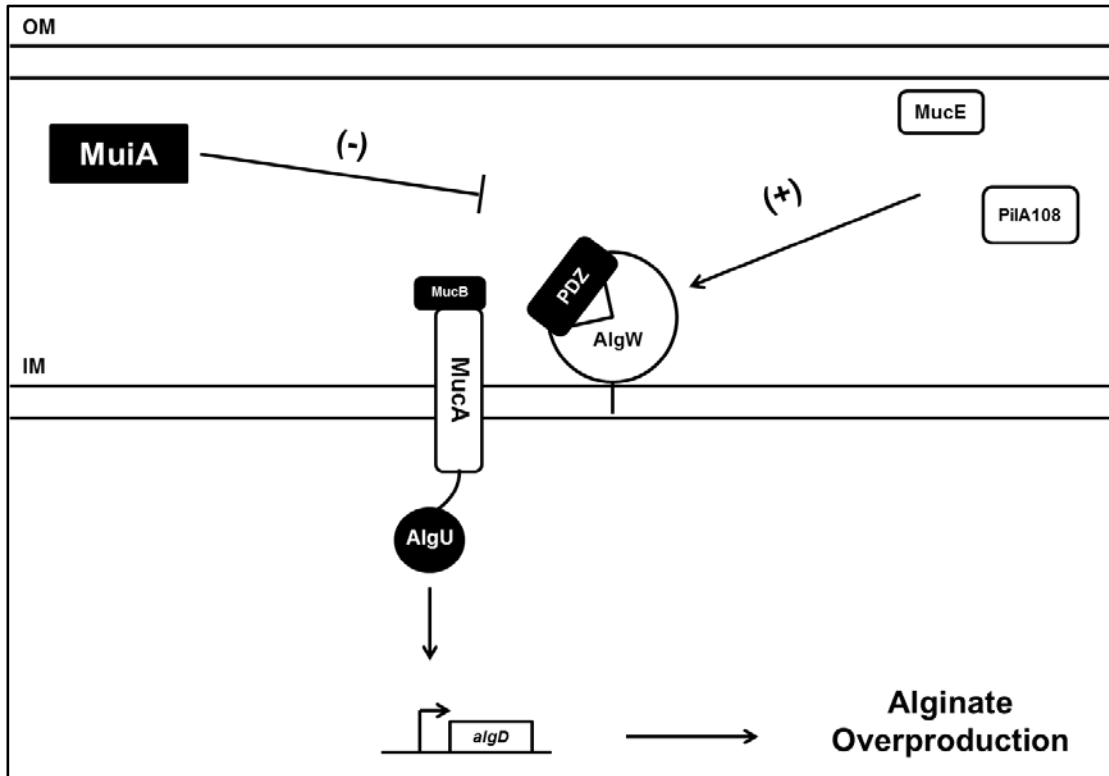 OM
MucE
MuiA
(-)
(+)
PilA108
PDZ
MucB
AlgW
IM
MucA
AlgU
algD
Alginate
Overproduction